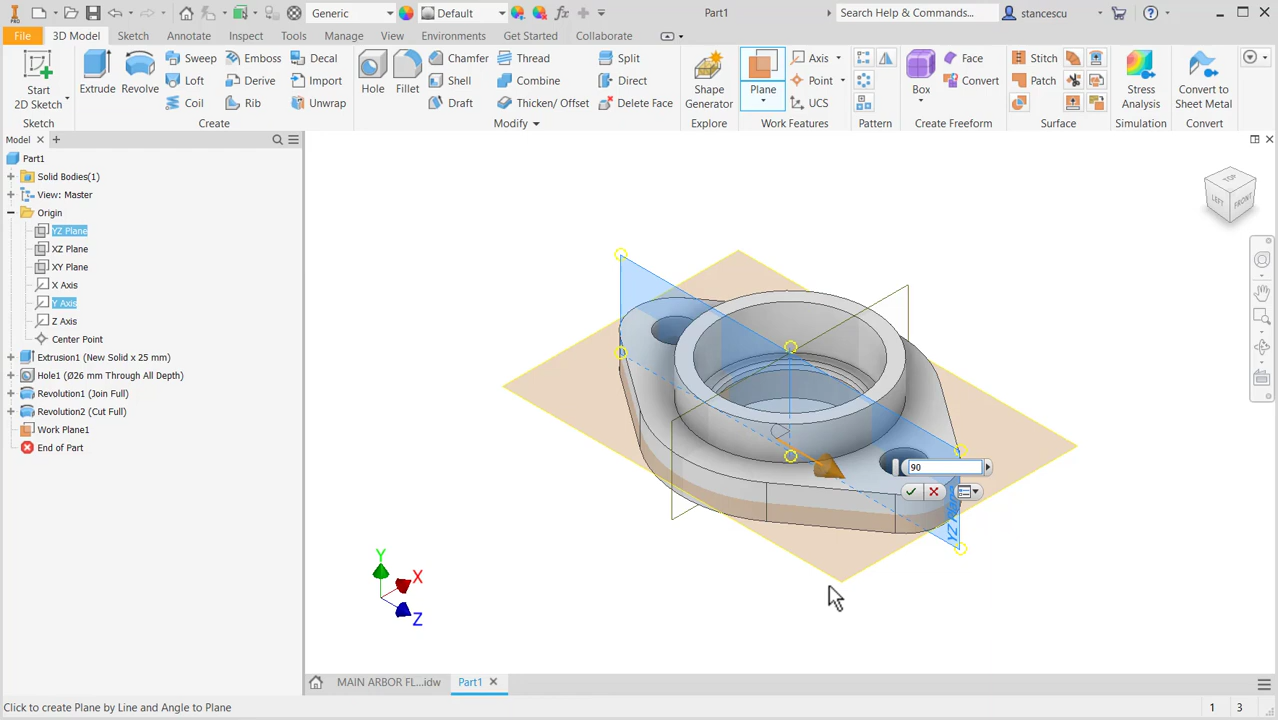 PRO
Generic
Default
Part1
Search Help & Commands...
stancescu
File
3D Model
Sketch
Annotate
Inspect
Tools
Manage
View
Environments
Get Started
Collaborate
Start
2D Sketch
Extrude
Revolve
Sweep
Loft
Coil
Emboss
Derive
Rib
Decal
Import
Unwrap
Hole
Fillet
Chamfer
Shell
Draft
Thread
Combine
Thicken/ Offset
Split
Direct
Delete Face
Shape
Generator
Plane
Axis
Point
UCS
Box
Face
Convert
Stitch
Patch
Stress
Analysis
Convert to
Sheet Metal
Sketch
Create
Modify
Explore
Work Features
Pattern
Create Freeform
Surface
Simulation
Convert
Model
Part1
Solid Bodies(1)
View: Master
Origin
YZ Plane
XZ Plane
XY Plane
X Axis
Y Axis
Z Axis
Center Point
Extrusion1 (New Solid x 25 mm)
Hole1 (Ø26 mm Through All Depth)
Revolution1 (Join Full)
Revolution2 (Cut Full)
Work Plane1
End of Part
TOP
LEFT
FRONT
90
YZ Plane
Y
X
Z
MAIN ARBOR FL...idw
Part1
Click to create Plane by Line and Angle to Plane
1
3